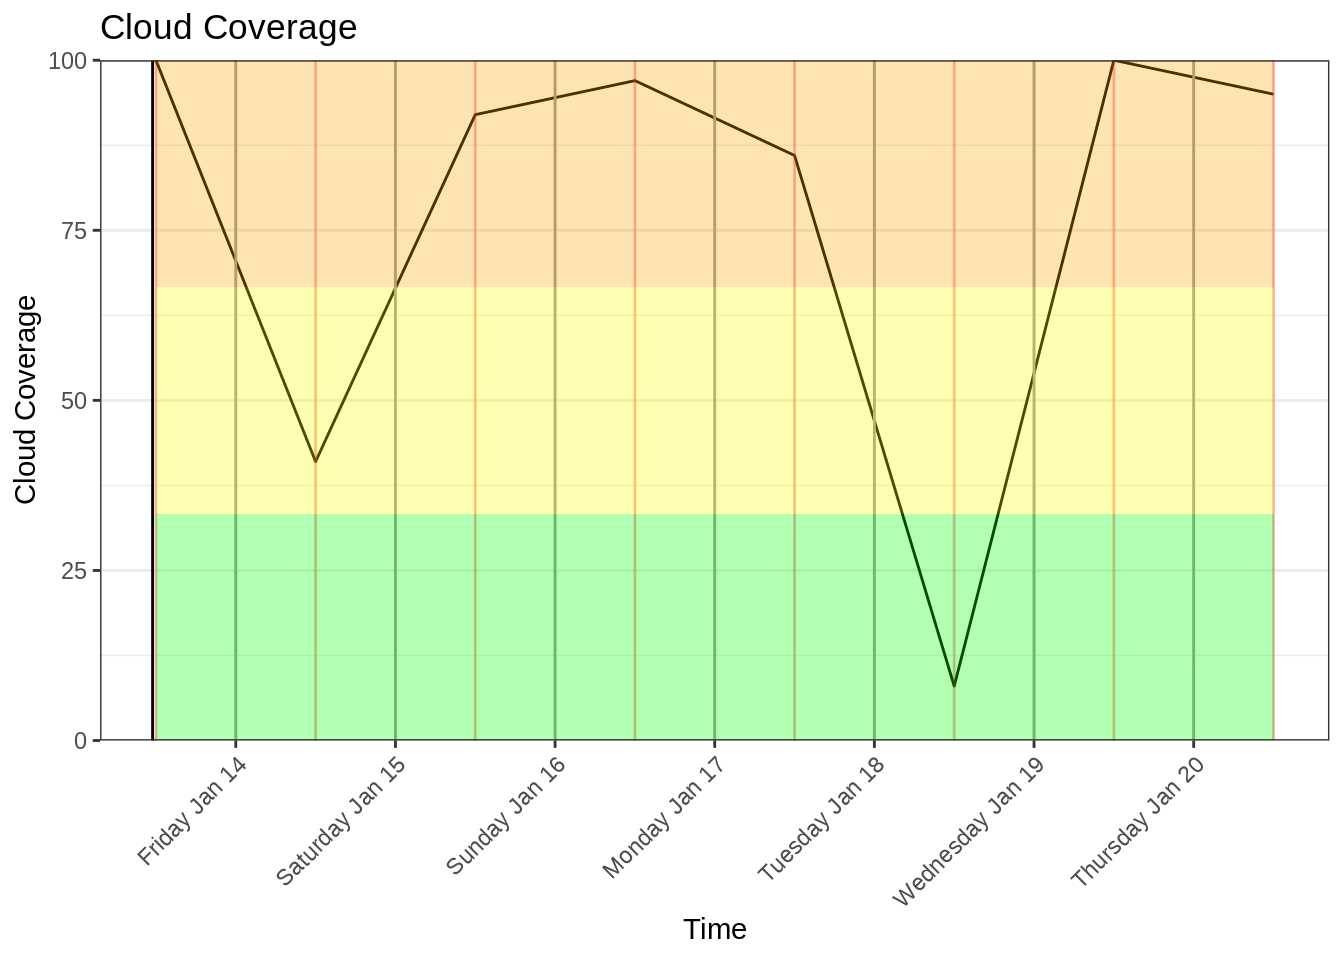 Cloud Coverage
Cloud Coverage
100
75
50
25
0
Friday Jan 14
Saturday Jan 15
Sunday Jan 16
Monday Jan 17
Tuesday Jan 18
Wednesday Jan 19
Thursday Jan 20
Time